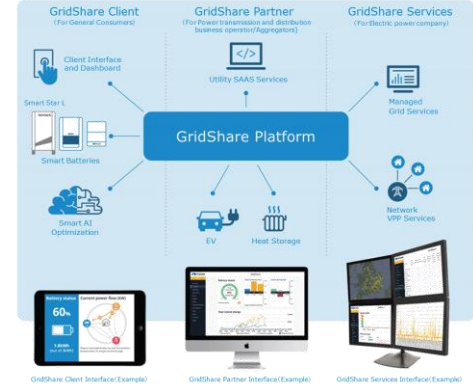 GridShare Client
(For General Consumers)
GridShare Partner
(For Power transmission and distribution
business operator/Aggregators)
GridShare Services
(For Electric power company)
Client Interface
and Dashboard
</>
Utility SAAS Services
Managed
Grid Services
Smart Star L
Smart Batteries
GridShare Platform
Smart AI
Optimization
EV
Heat Storage
Network
VPP Services
Battery status
60%
Current power flow (kW)
GridShare Client Interface(Example)
GridShare Partner Interface(Example)
GridShare Services Interface(Example)